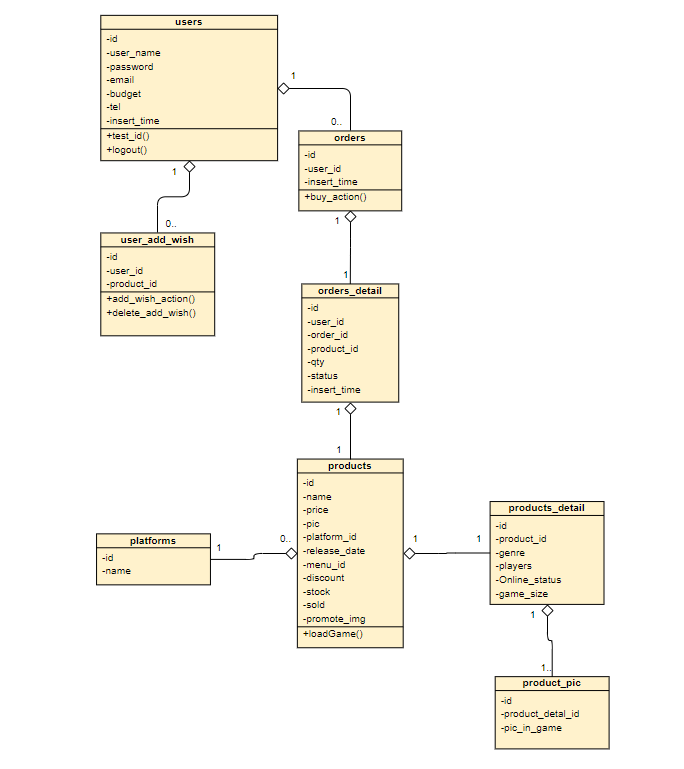 users
-id
-user_name
-password
-email
-budget
-tel
-insert_time
+test_id()
+logout()
1
0..
orders
-id
-user_id
-insert_time
+buy_action()
1
0..
user_add_wish
-id
-user_id
-product_id
+add_wish_action()
+delete_add_wish()
1
1
orders_detail
-id
-user_id
-order_id
-product_id
-qty
-status
-insert_time
1
1
products
-id
-name
-price
-pic
-platform_id
-release_date
-menu_id
-discount
-stock
-sold
-promote_img
+loadGame()
platforms
-id
-name
1
0..
1
1
products_detail
-id
-product_id
-genre
-players
-Online_status
-game_size
1
1..
product_pic
-id
-product_detal_id
-pic_in_game